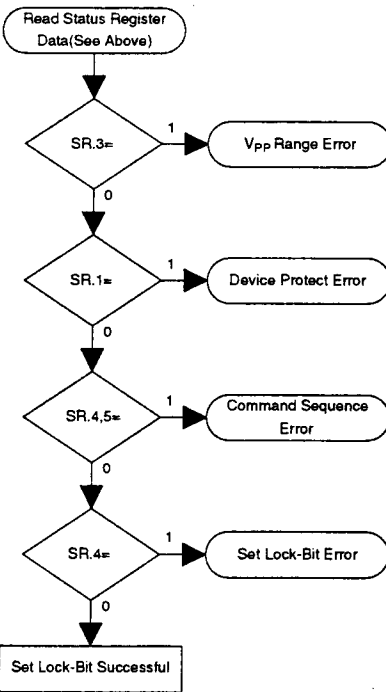 Read Status Register
Data(See Above)
SR.3=
1
VPP Range Error
0
SR.1=
1
Device Protect Error
0
SR.4,5=
1
Command Sequence
Error
0
SR.4=
1
Set Lock-Bit Error
0
Set Lock-Bit Successful